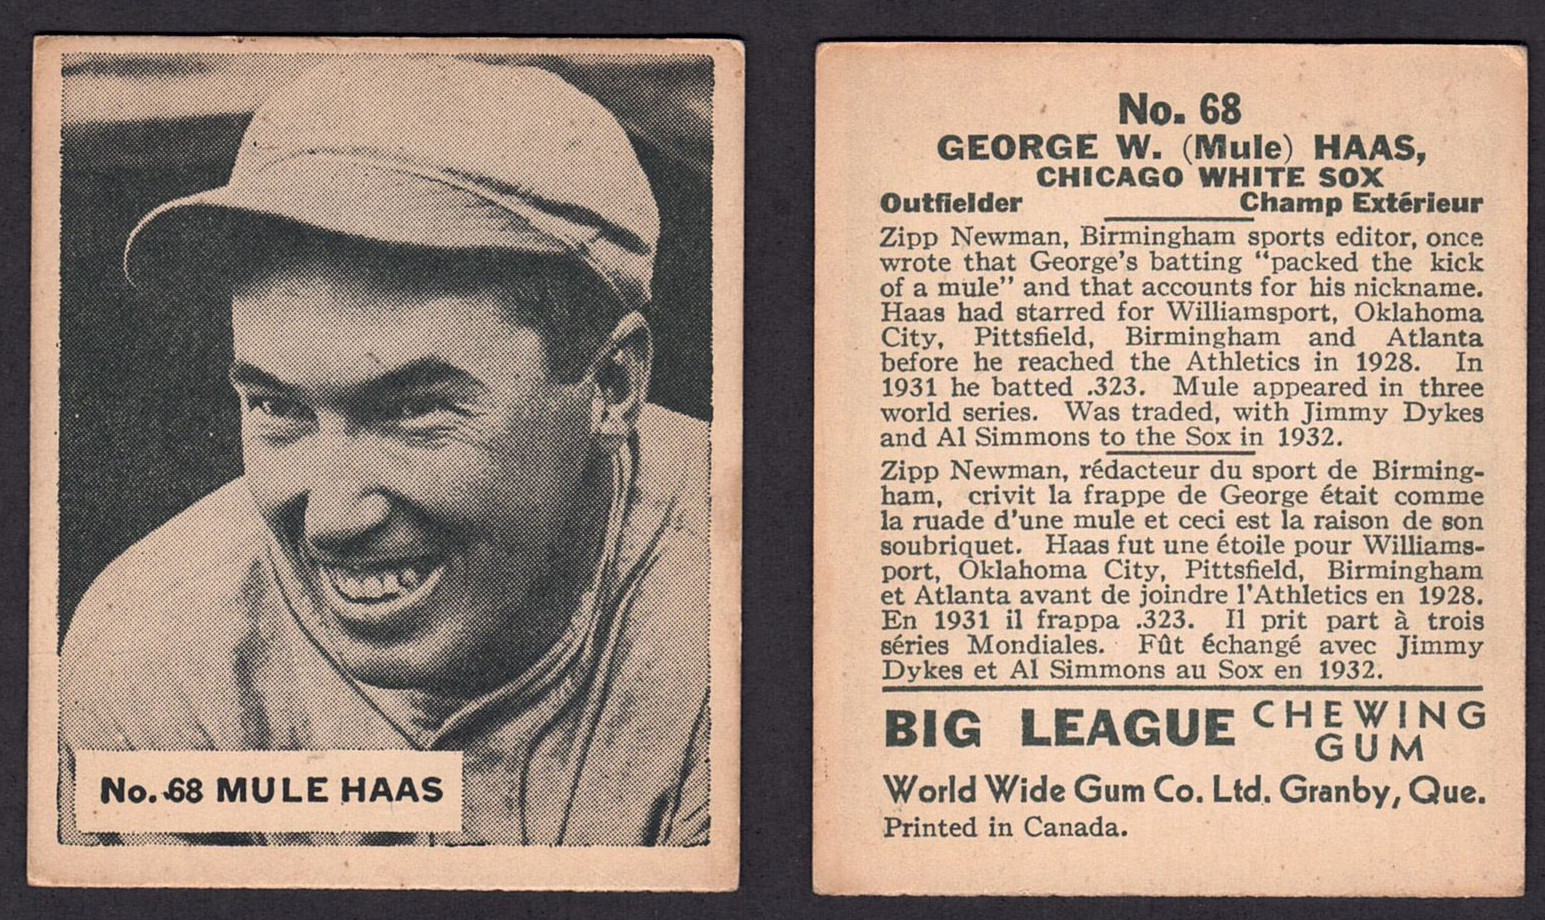 No. 68 MULE HAAS
No. 68
GEORGE W. (Mule) HAAS,
CHICAGO WHITE SOX
Outfielder Champ Extérieur
Zipp Newman, Birmingham sports editor, once
wrote that George's batting "packed the kick
of a mule" and that accounts for his nickname.
Haas had starred for Williamsport, Oklahoma
City, Pittsfield, Birmingham and Atlanta
before he reached the Athletics in 1928. In
1931 he batted .323. Mule appeared in three
world series. Was traded, with Jimmy Dykes
and Al Simmons to the Sox in 1932.
Zipp Newman, rédacteur du sport de Birming-
ham, crivit la frappe de George était comme
la ruade d'une mule et ceci est la raison de son
soubriquet. Haas fut une étoile pour Williams-
port, Oklahoma City, Pittsfield, Birmingham
et Atlanta avant de joindre l'Athletics en 1928.
En 1931 il frappa .323. Il prit part à trois
séries Mondiales. Fût échangé avec Jimmy
Dykes et Al Simmons au Sox en 1932.
BIG LEAGUE CHEWING
GUM
World Wide Gum Co. Ltd. Granby, Que.
Printed in Canada.